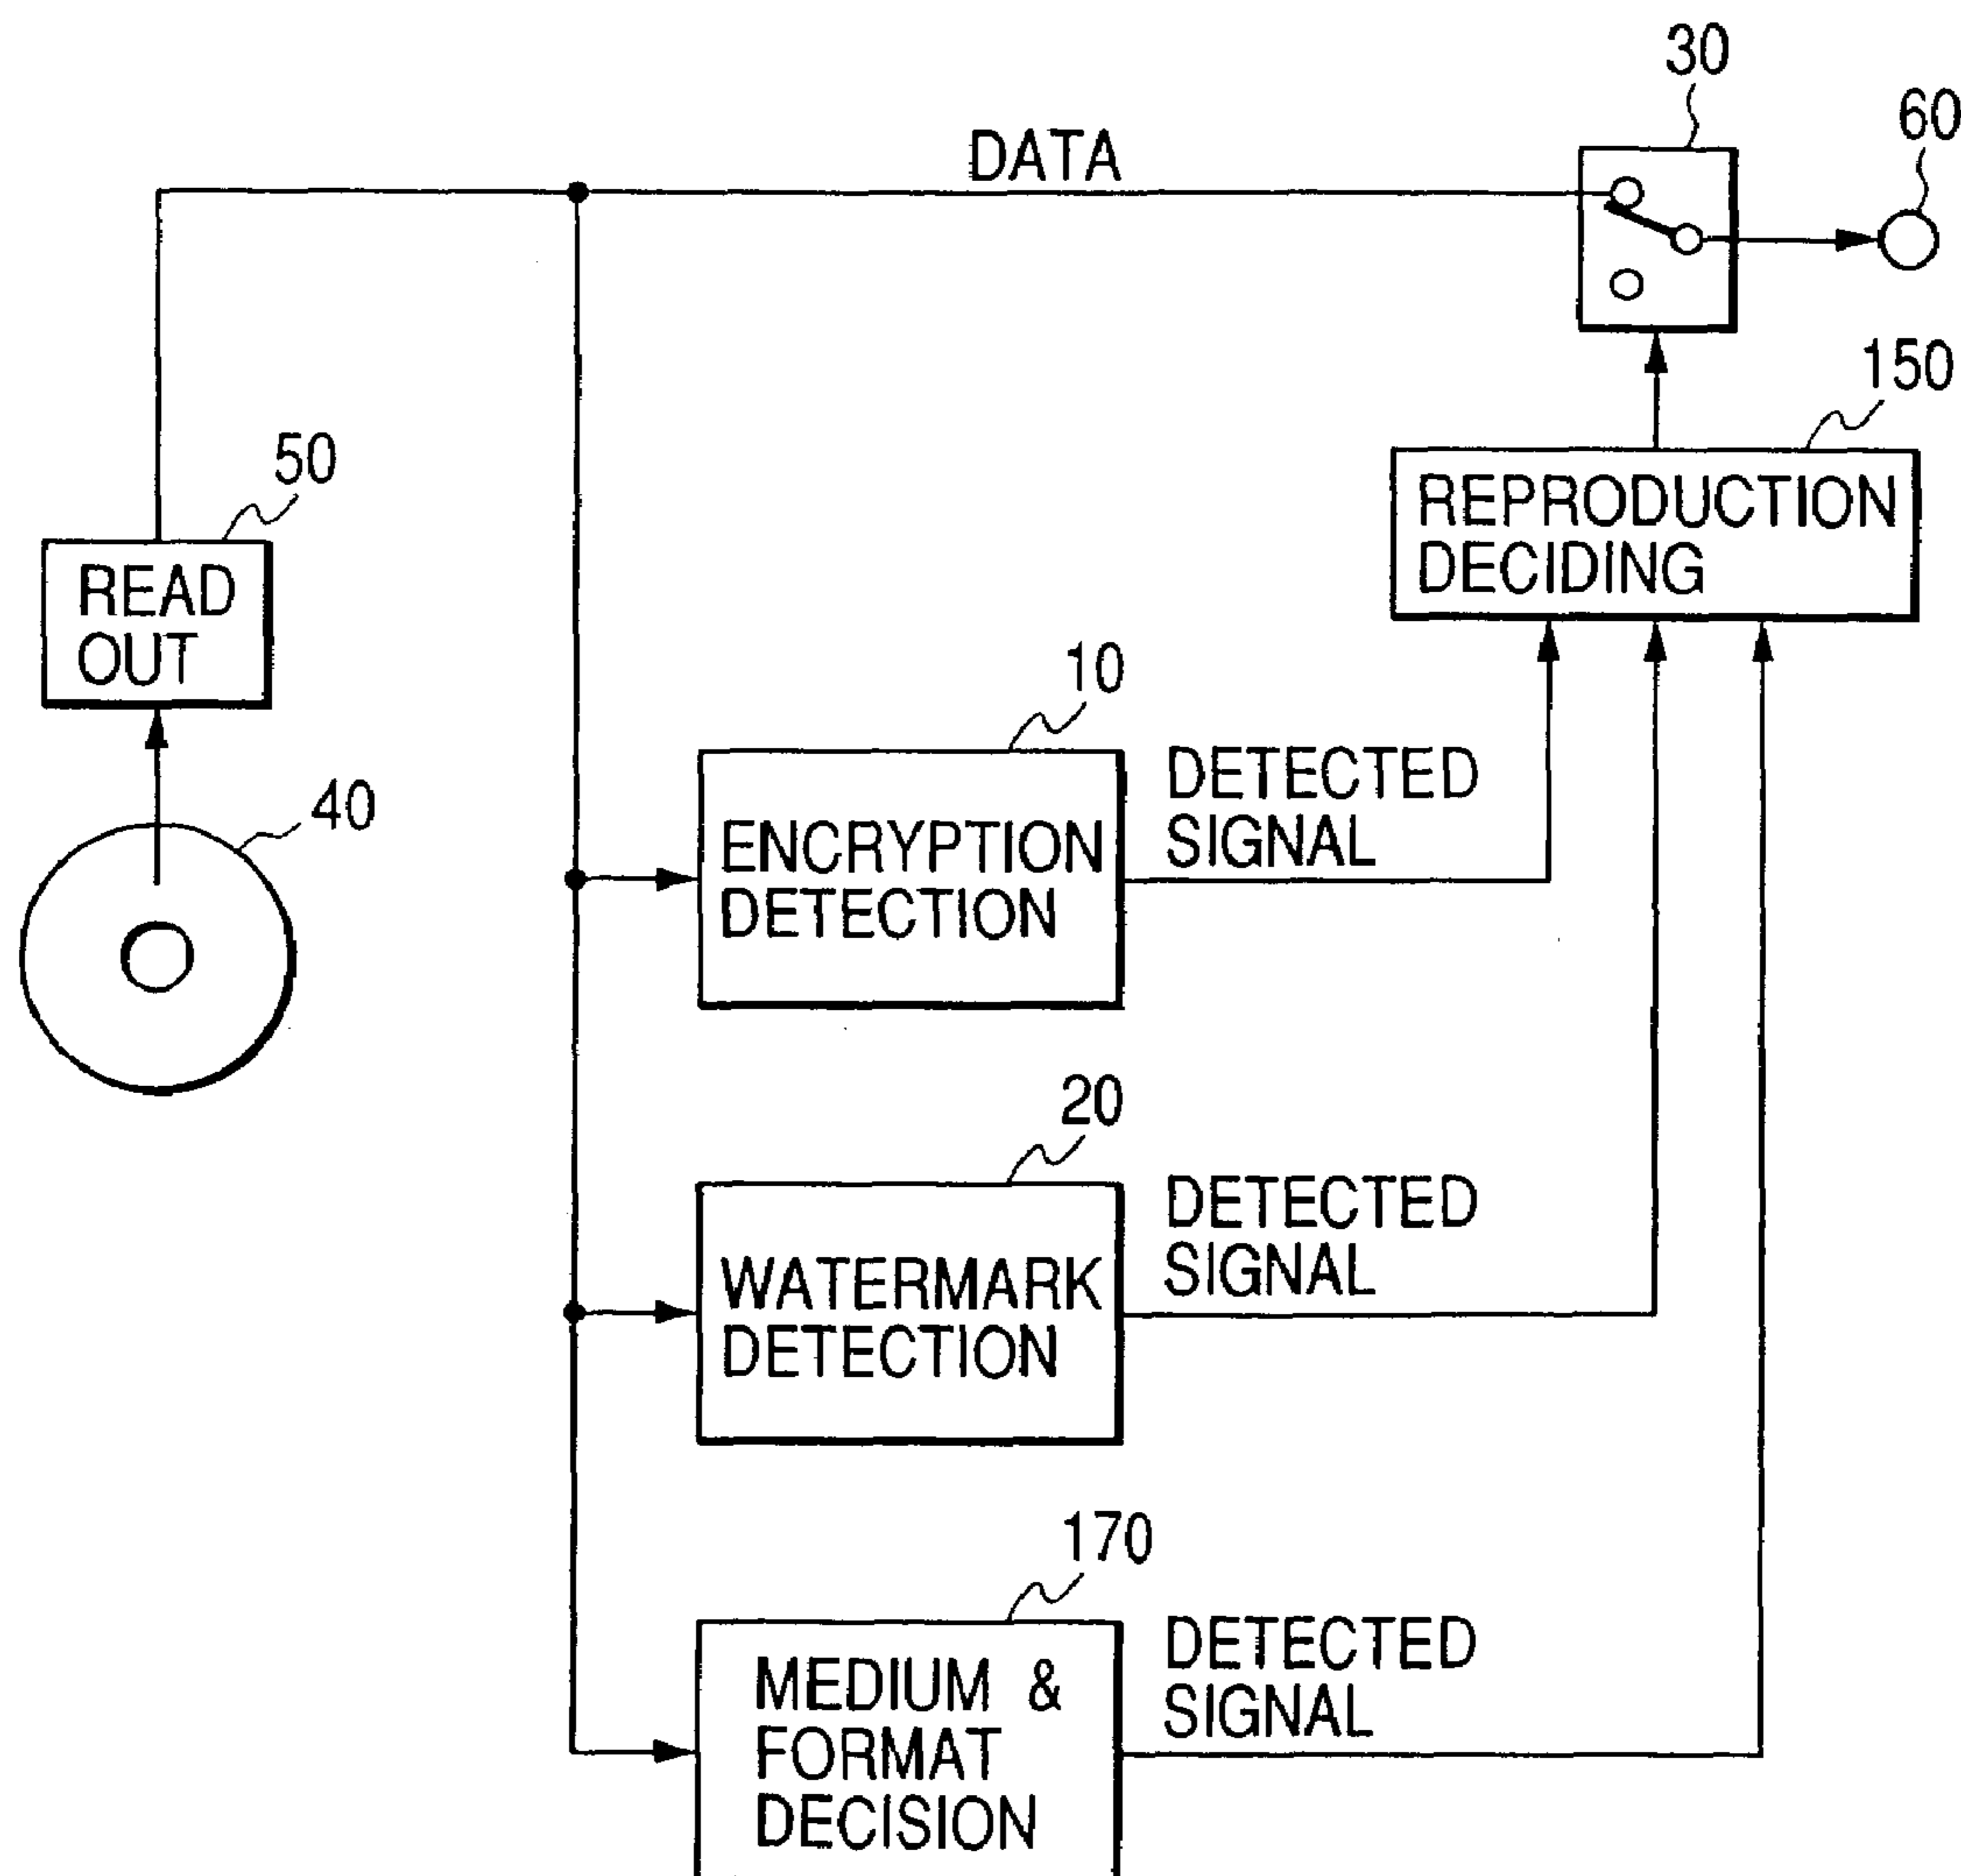 30
60
DATA
150
50
REPRODUCTION
DECIDING
READ
OUT
10
DETECTED
SIGNAL
40
ENCRYPTION
DETECTION
20
DETECTED
SIGNAL
WATERMARK
DETECTION
170
DETECTED
SIGNAL
MEDIUM &
FORMAT
DECISION